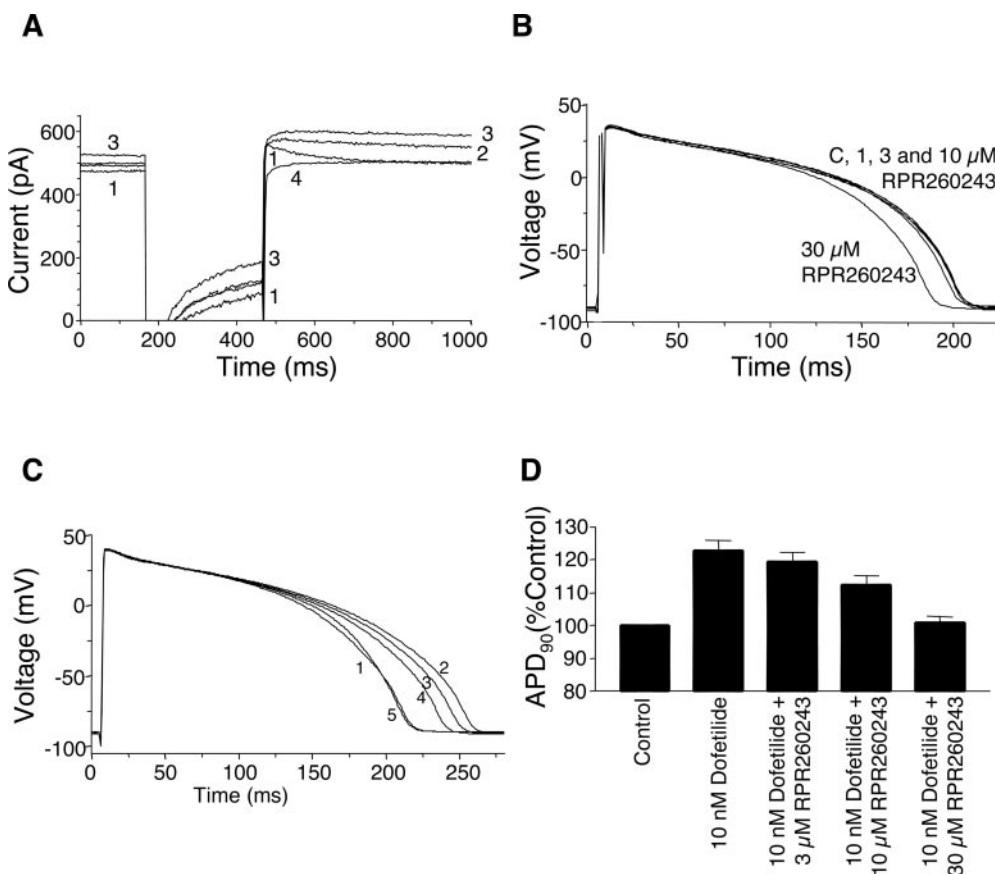 A
600
400
200
0
Current (pA)
3
1
3
1
1
4
3
2
0 200 400 600 800 1000
Time (ms)
B
50
0
-50
-100
Voltage (mV)
C, 1, 3 and 10 µM
RPR260243
30 µM
RPR260243
0 50 100 150 200
Time (ms)
C
50
0
-50
-100
Voltage (mV)
1
2
3
4
5
0 50 100 150 200 250
Time (ms)
D
130
120
110
100
90
80
APD90(%Control)
Control
10 nM Dofetilide
10 nM Dofetilide +
3 µM RPR260243
10 nM Dofetilide +
10 µM RPR260243
10 nM Dofetilide +
30 µM RPR260243